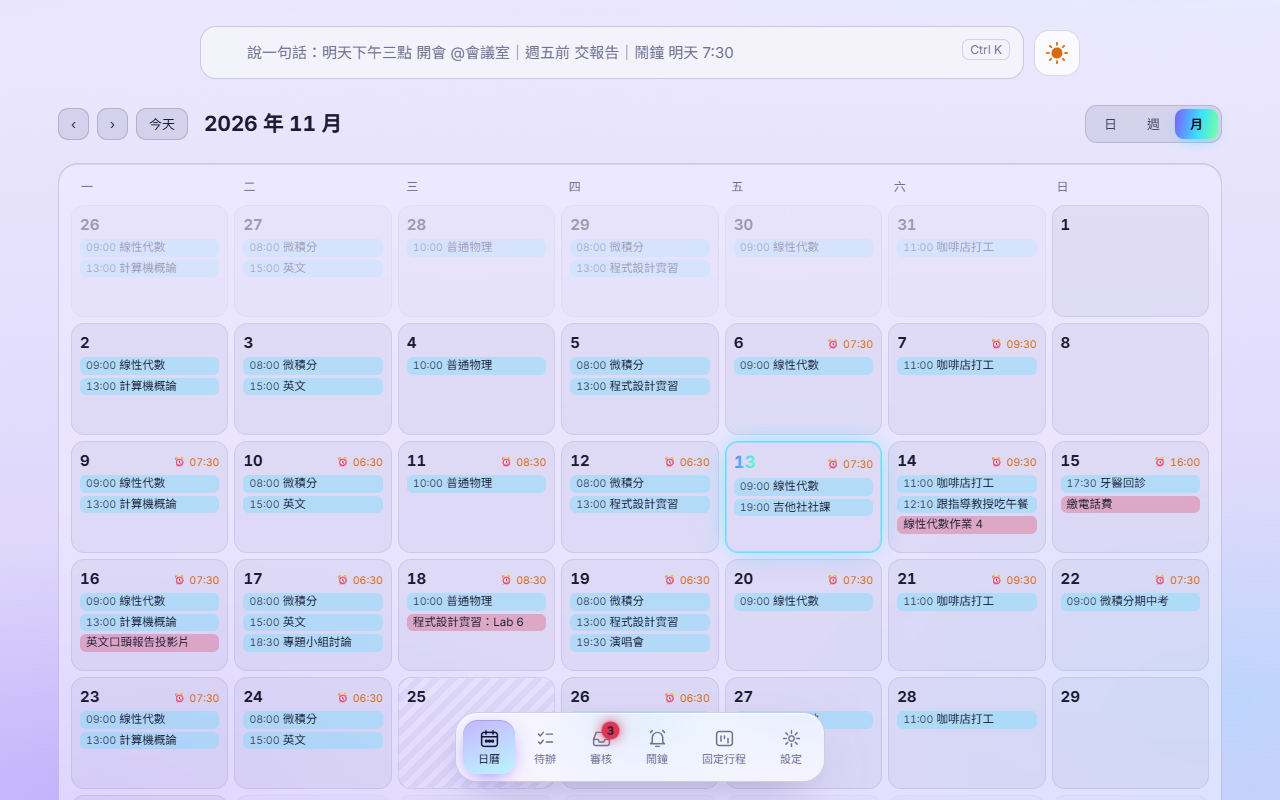 說一句話：明天下午三點 開會 @會議室｜週五前 交報告｜鬧鐘 明天 7:30 Ctrl K
‹ › 今天 2026 年 11 月 日 週 月
一 二 三 四 五 六 日
26 27 28 29 30 31 1
09:00 線性代數 08:00 微積分 10:00 普通物理 08:00 微積分 09:00 線性代數 11:00 咖啡店打工
13:00 計算機概論 15:00 英文 13:00 程式設計實習
2 3 4 5 6 07:30 7 09:30 8
09:00 線性代數 08:00 微積分 10:00 普通物理 08:00 微積分 09:00 線性代數 11:00 咖啡店打工
13:00 計算機概論 15:00 英文 13:00 程式設計實習
9 07:30 10 06:30 11 08:30 12 06:30 13 07:30 14 09:30 15 16:00
09:00 線性代數 08:00 微積分 10:00 普通物理 08:00 微積分 09:00 線性代數 11:00 咖啡店打工 17:30 牙醫回診
13:00 計算機概論 15:00 英文 13:00 程式設計實習 19:00 吉他社社課 12:10 跟指導教授吃午餐 繳電話費
線性代數作業 4
16 07:30 17 06:30 18 08:30 19 06:30 20 07:30 21 09:30 22 07:30
09:00 線性代數 08:00 微積分 10:00 普通物理 08:00 微積分 09:00 線性代數 11:00 咖啡店打工 09:00 微積分期中考
13:00 計算機概論 15:00 英文 程式設計實習：Lab 6 13:00 程式設計實習
英文口頭報告投影片 18:30 專題小組討論 19:30 演唱會
23 07:30 24 06:30 25 26 06:30 27 28 29
09:00 線性代數 08:00 微積分 11:00 咖啡店打工
13:00 計算機概論 15:00 英文
3
日曆 待辦 審核 鬧鐘 固定行程 設定